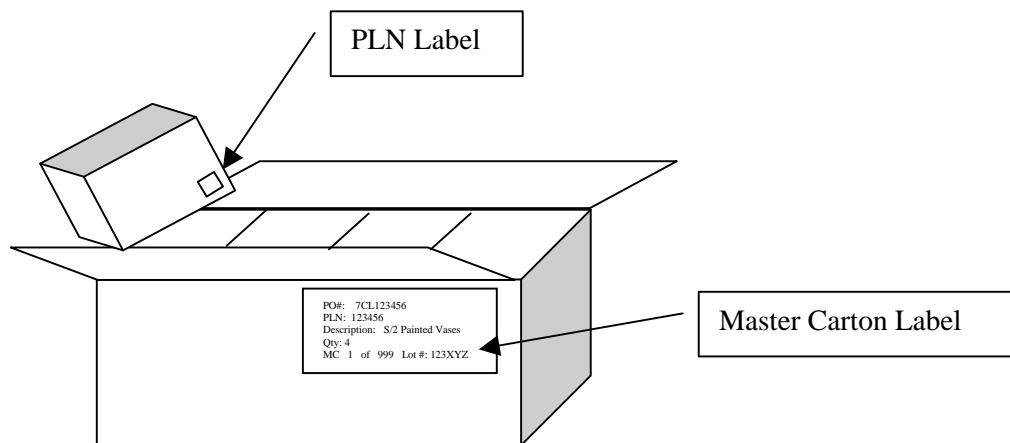 PLN Label
PO#: 7CL123456
PLN: 123456
Description: S/2 Painted Vases
Qty: 4
MC 1 of 999 Lot #: 123XYZ
Master Carton Label